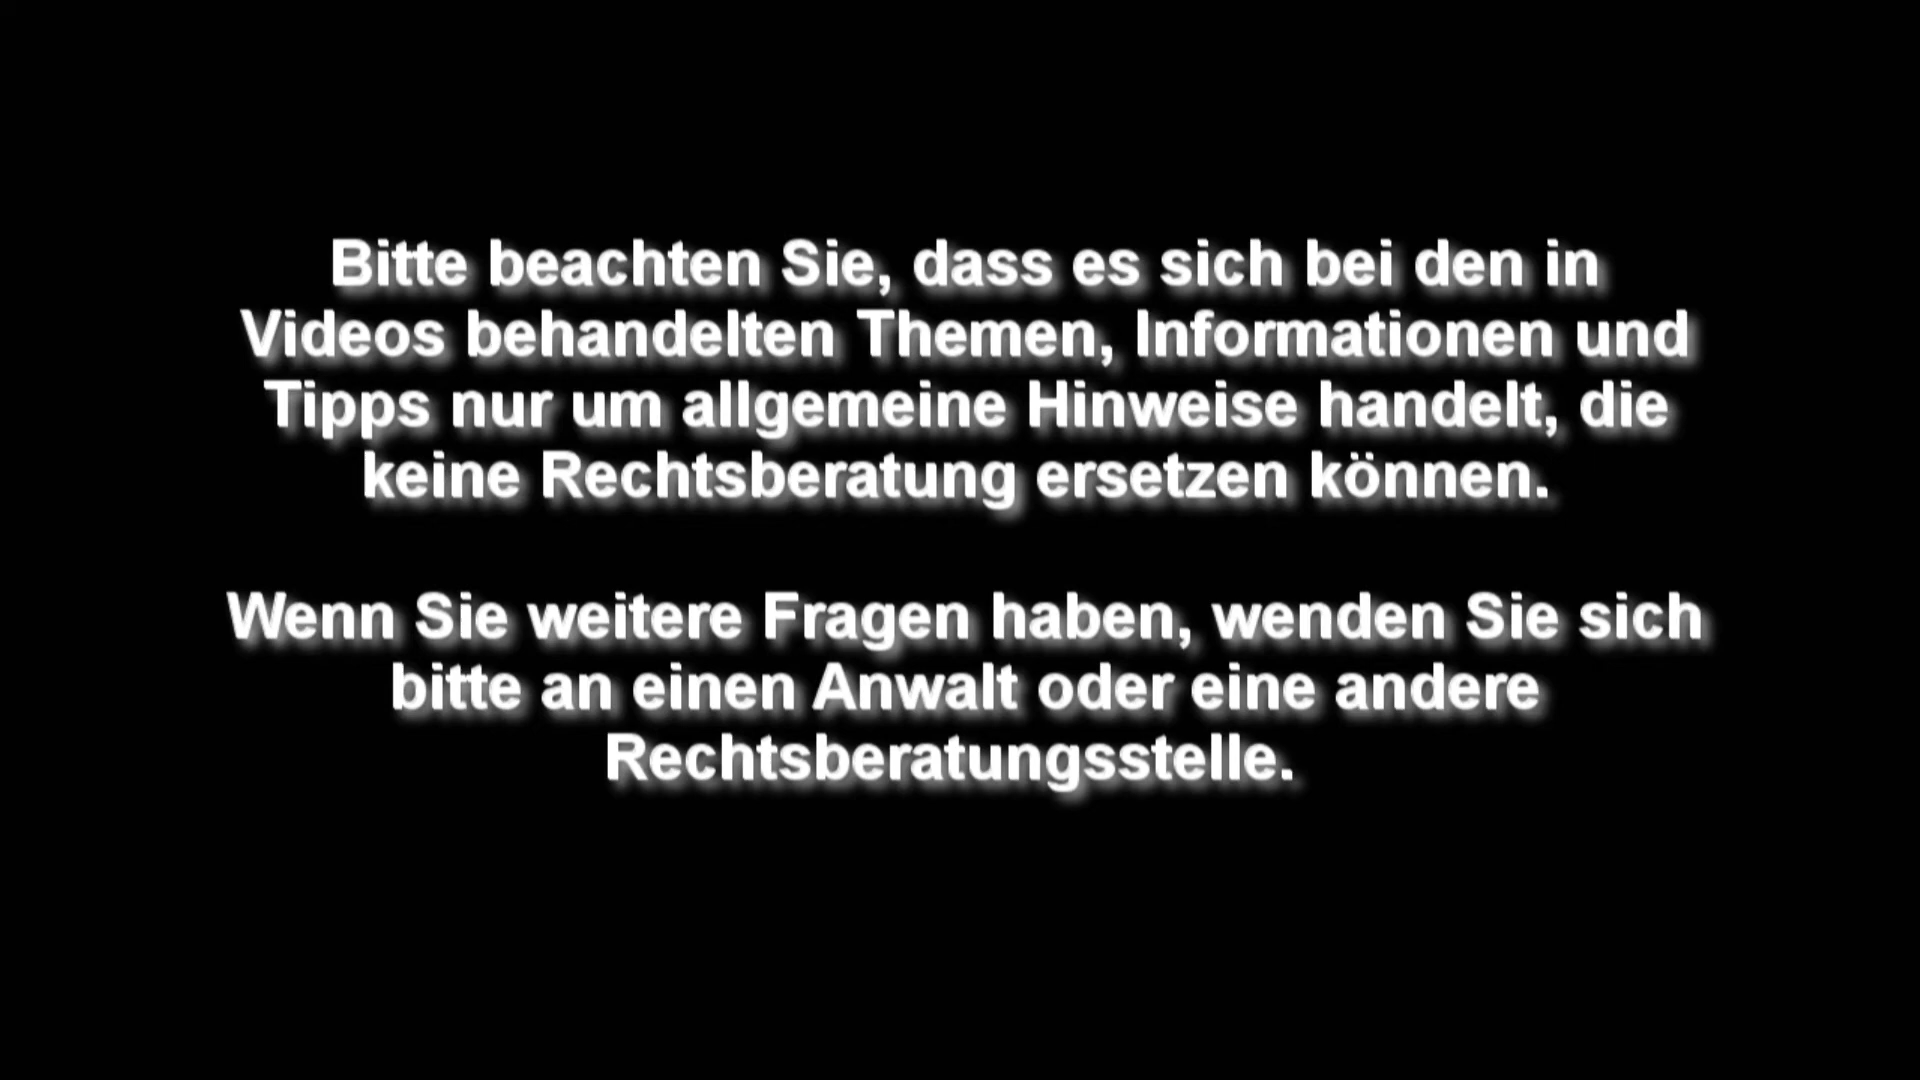 Bitte beachten Sie, dass es sich bei den in
Videos behandelten Themen, Informationen und
Tipps nur um allgemeine Hinweise handelt, die
keine Rechtsberatung ersetzen können.
Wenn Sie weitere Fragen haben, wenden Sie sich
bitte an einen Anwalt oder eine andere
Rechtsberatungsstelle.